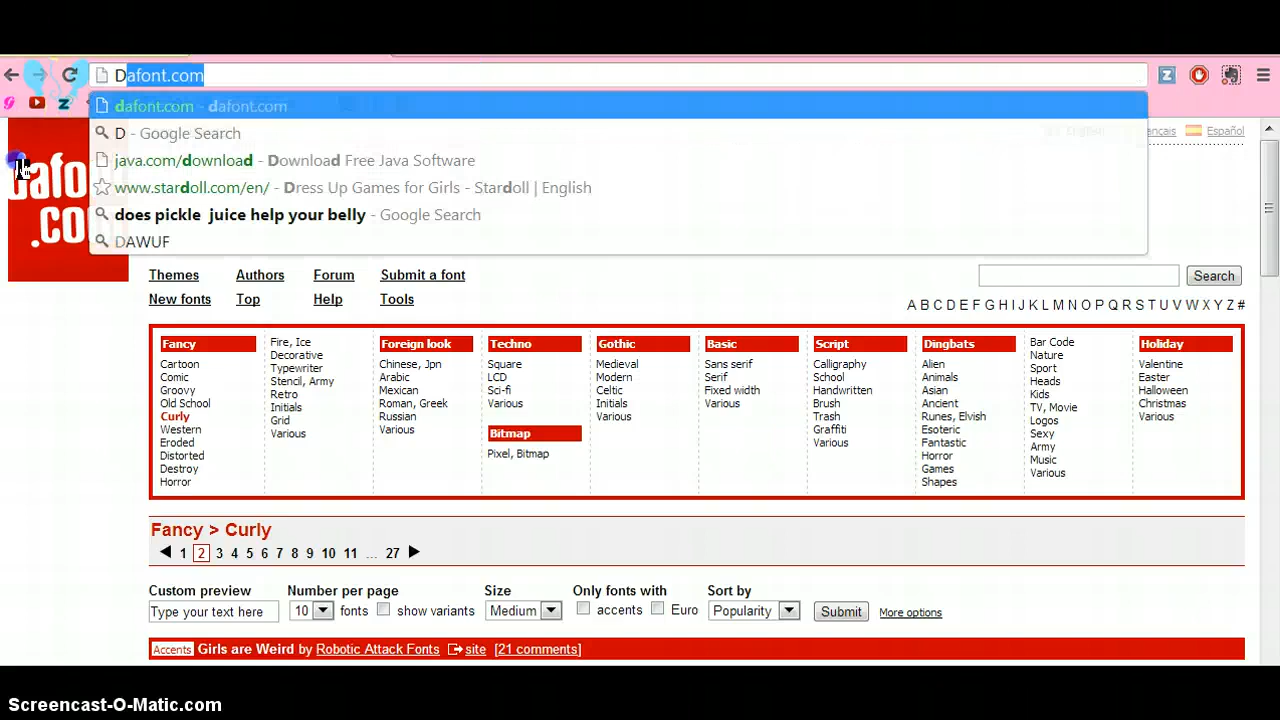 Dafont.com
dafont.com - dafont.com
D - Google Search
java.com/download - Download Free Java Software
www.stardoll.com/en/ - Dress Up Games for Girls - Stardoll | English
does pickle juice help your belly - Google Search
DAWUF
Español
.com
Themes Authors Forum Submit a font
New fonts Top Help Tools
Search
A B C D E F G H I J K L M N O P Q R S T U V W X Y Z #
Fancy
Cartoon
Comic
Groovy
Old School
Curly
Western
Eroded
Distorted
Destroy
Horror
Fire, Ice
Decorative
Typewriter
Stencil, Army
Retro
Initials
Grid
Various
Foreign look
Chinese, Jpn
Arabic
Mexican
Roman, Greek
Russian
Various
Techno
Square
LCD
Sci-fi
Various
Bitmap
Pixel, Bitmap
Gothic
Medieval
Modern
Celtic
Initials
Various
Basic
Sans serif
Serif
Fixed width
Various
Script
Calligraphy
School
Handwritten
Brush
Trash
Graffiti
Various
Dingbats
Alien
Animals
Asian
Ancient
Runes, Elvish
Esoteric
Fantastic
Horror
Games
Shapes
Bar Code
Nature
Sport
Heads
Kids
TV, Movie
Logos
Sexy
Army
Music
Various
Holiday
Valentine
Easter
Halloween
Christmas
Various
Fancy > Curly
1 2 3 4 5 6 7 8 9 10 11 ... 27
Custom preview Number per page Size Only fonts with Sort by
Type your text here 10 fonts show variants Medium accents Euro Popularity Submit More options
Accents Girls are Weird by Robotic Attack Fonts site [21 comments]
Screencast-O-Matic.com